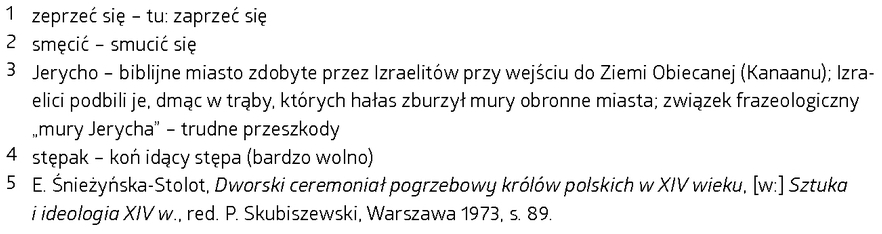 1 zeprzeć się – tu: zaprzeć się
2 smęcić – smucić się
3 Jerycho – biblijne miasto zdobyte przez Izraelitów przy wejściu do Ziemi Obiecanej (Kanaanu); Izra-
elici podbili je, dmąc w trąby, których hałas zburzył mury obronne miasta; związek frazeologiczny
„mury Jerycha” – trudne przeszkody
4 stępak – koń idący stępa (bardzo wolno)
5 E. Śnieżyńska-Stolot, Dworski ceremoniał pogrzebowy królów polskich w XIV wieku, [w:] Sztuka
i ideologia XIV w., red. P. Skubiszewski, Warszawa 1973, s. 89.